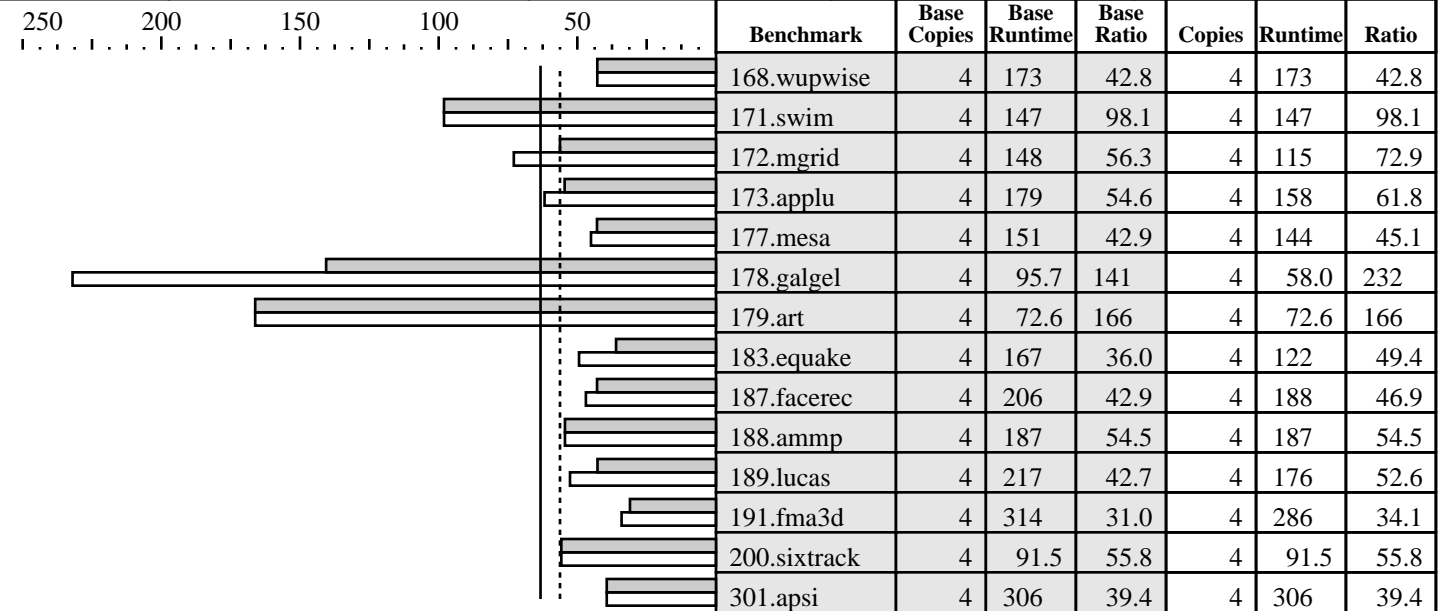 250 200 150 100 50
Benchmark Base Copies Base Runtime Base Ratio Copies Runtime Ratio
168.wupwise 4 173 42.8 4 173 42.8
171.swim 4 147 98.1 4 147 98.1
172.mgrid 4 148 56.3 4 115 72.9
173.applu 4 179 54.6 4 158 61.8
177.mesa 4 151 42.9 4 144 45.1
178.galgel 4 95.7 141 4 58.0 232
179.art 4 72.6 166 4 72.6 166
183.equake 4 167 36.0 4 122 49.4
187.facerec 4 206 42.9 4 188 46.9
188.ammp 4 187 54.5 4 187 54.5
189.lucas 4 217 42.7 4 176 52.6
191.fma3d 4 314 31.0 4 286 34.1
200.sixtrack 4 91.5 55.8 4 91.5 55.8
301.apsi 4 306 39.4 4 306 39.4